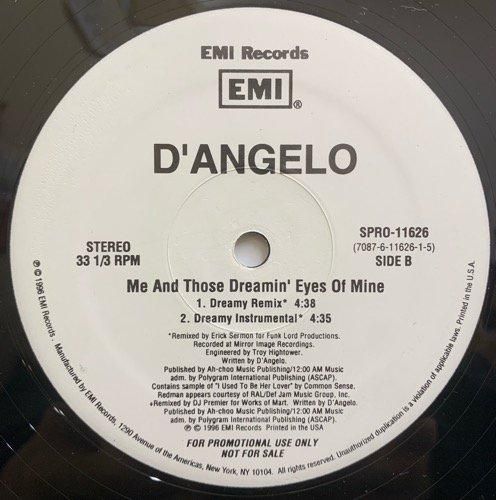 EMI Records
EMI
®
D'ANGELO
STEREO
33 1/3 RPM
SPRO-11626
(7087-6-11626-1-5)
SIDE B
Me And Those Dreamin' Eyes Of Mine
1. Dreamy Remix* 4:38
2. Dreamy Instrumental* 4:35
*Remixed by Erick Sermon for Funk Lord Productions.
Recorded at Mirror Image Recordings.
Engineered by Troy Hightower.
Written by D'Angelo.
Published by Ah-choo Music Publishing/12:00 AM Music
adm. by Polygram International Publishing (ASCAP).
Contains sample of "I Used To Be Her Lover" by Common Sense.
Redman appears courtesy of RAL/Def Jam Music Group, Inc.
+Remixed by DJ Premier for Works of Mart. Written by D'Angelo.
Published by Ah-choo Music Publishing/12:00 AM Music
adm. by Polygram International Publishing (ASCAP).
℗ © 1996 EMI Records Printed in the USA
FOR PROMOTIONAL USE ONLY
NOT FOR SALE
℗ © 1996 EMI Records. Manufactured by EMI Records, 1290 Avenue of the Americas, New York, NY 10104. All rights reserved. Unauthorized duplication is a violation of applicable laws. Printed in U.S.A.